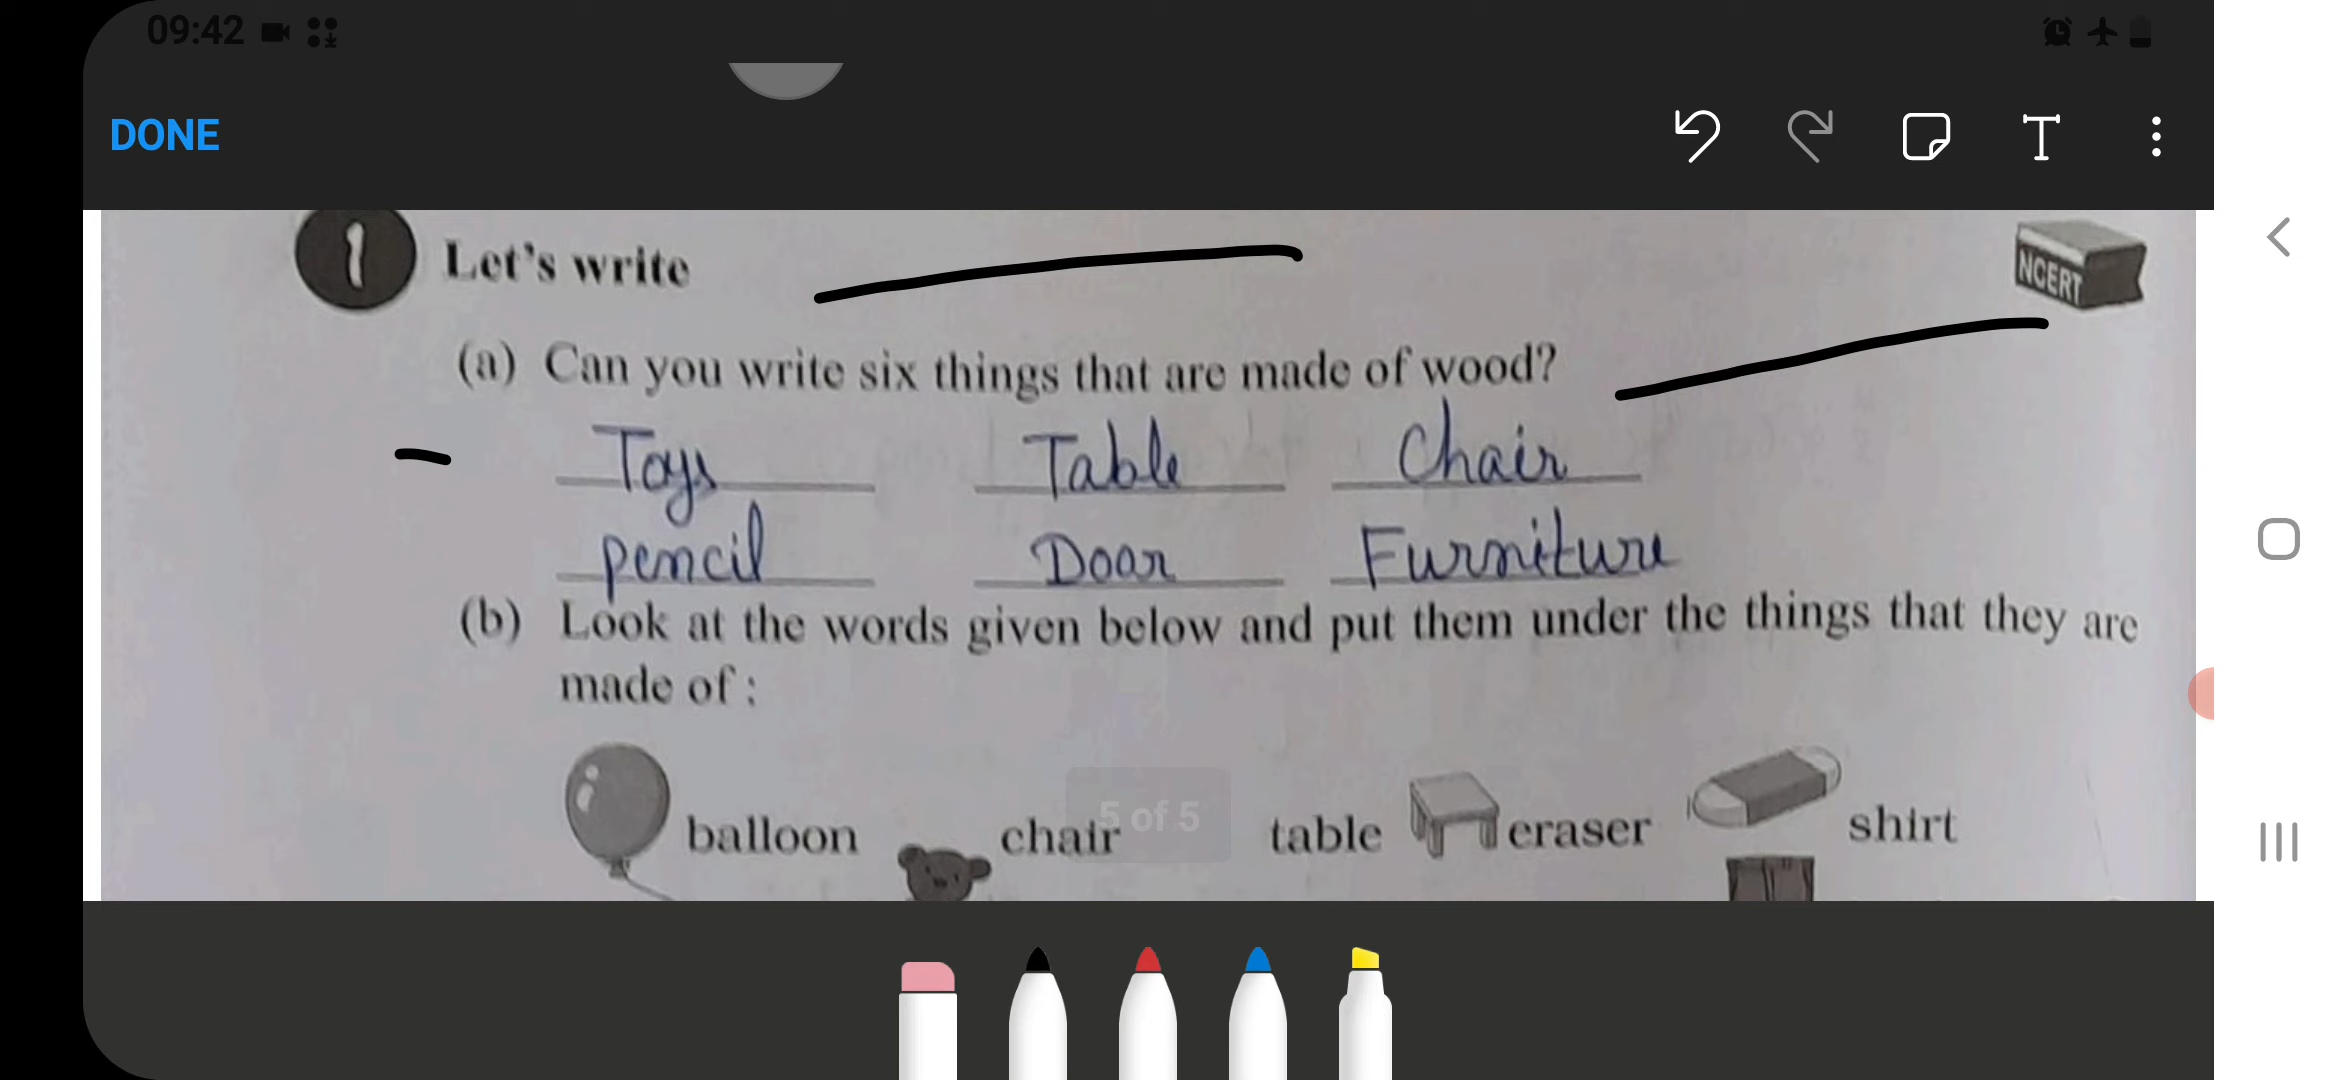 09:42
DONE
T
1 Let's write
NCERT
(a) Can you write six things that are made of wood?
Toys Table Chair
pencil Door Furniture
(b) Look at the words given below and put them under the things that they are
made of :
balloon chair table eraser shirt
5 of 5